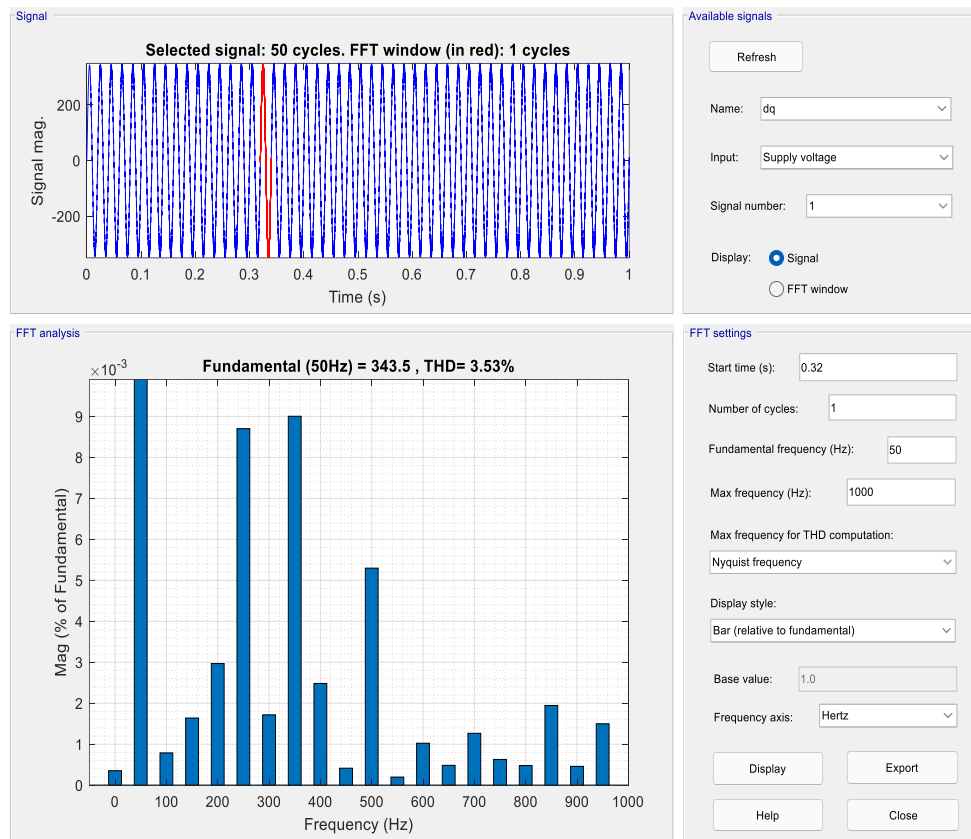 Signal
Selected signal: 50 cycles. FFT window (in red): 1 cycles
200
0
-200
Signal mag.
0 0.1 0.2 0.3 0.4 0.5 0.6 0.7 0.8 0.9 1
Time (s)
Available signals
Refresh
Name: dq
Input: Supply voltage
Signal number: 1
Display: Signal
FFT window
FFT analysis
Fundamental (50Hz) = 343.5 , THD= 3.53%
×10^-3
9
8
7
6
5
4
3
2
1
0
Mag (% of Fundamental)
0 100 200 300 400 500 600 700 800 900 1000
Frequency (Hz)
FFT settings
Start time (s): 0.32
Number of cycles: 1
Fundamental frequency (Hz): 50
Max frequency (Hz): 1000
Max frequency for THD computation:
Nyquist frequency
Display style:
Bar (relative to fundamental)
Base value: 1.0
Frequency axis: Hertz
Display Export
Help Close